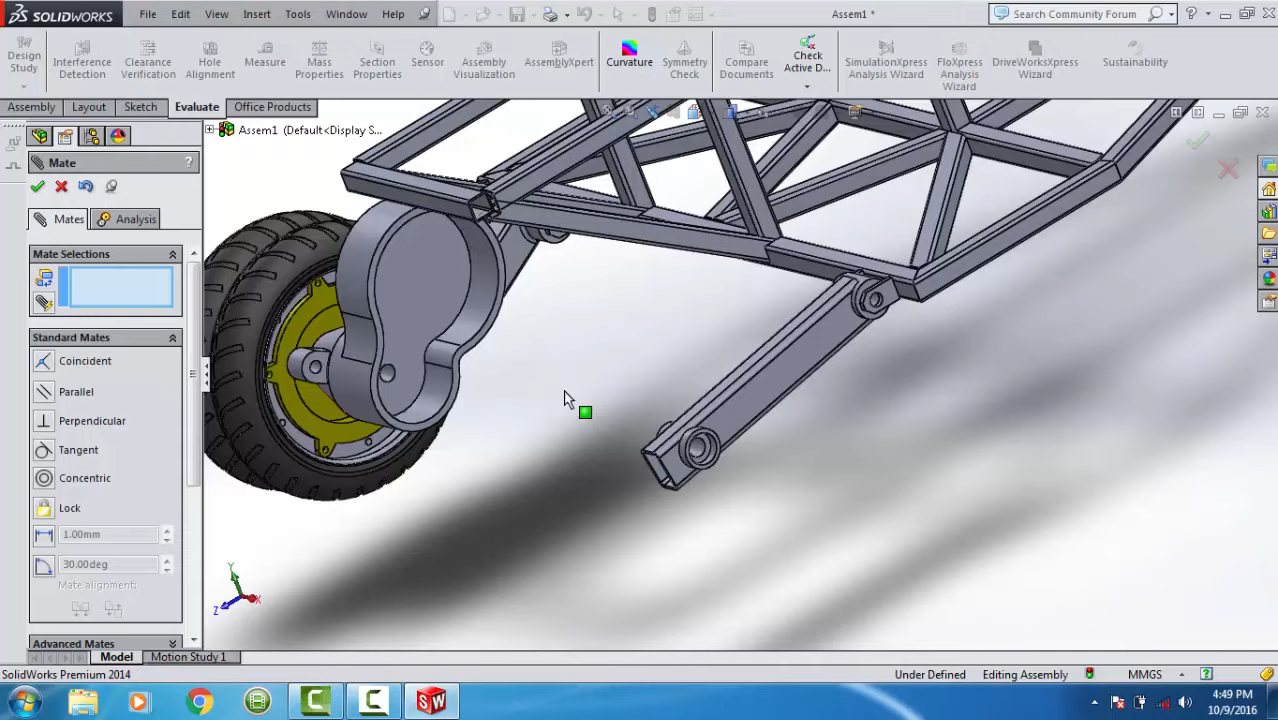 SOLIDWORKS File Edit View Insert Tools Window Help Assem1 * Search Community Forum
Design Study Interference Detection Clearance Verification Hole Alignment Measure Mass Properties Section Properties Sensor Assembly Visualization AssemblyXpert Curvature Symmetry Check Compare Documents Check Active D... SimulationXpress Analysis Wizard FloXpress Analysis Wizard DriveWorksXpress Wizard Sustainability
Assembly Layout Sketch Evaluate Office Products
Assem1 (Default<Display S...
Mate ?
Mates Analysis
Mate Selections
Standard Mates
Coincident
Parallel
Perpendicular
Tangent
Concentric
Lock
1.00mm
30.00deg
Mate alignment:
Advanced Mates
Y
Z X
Model Motion Study 1
SolidWorks Premium 2014 Under Defined Editing Assembly MMGS ?
4:49 PM
10/9/2016